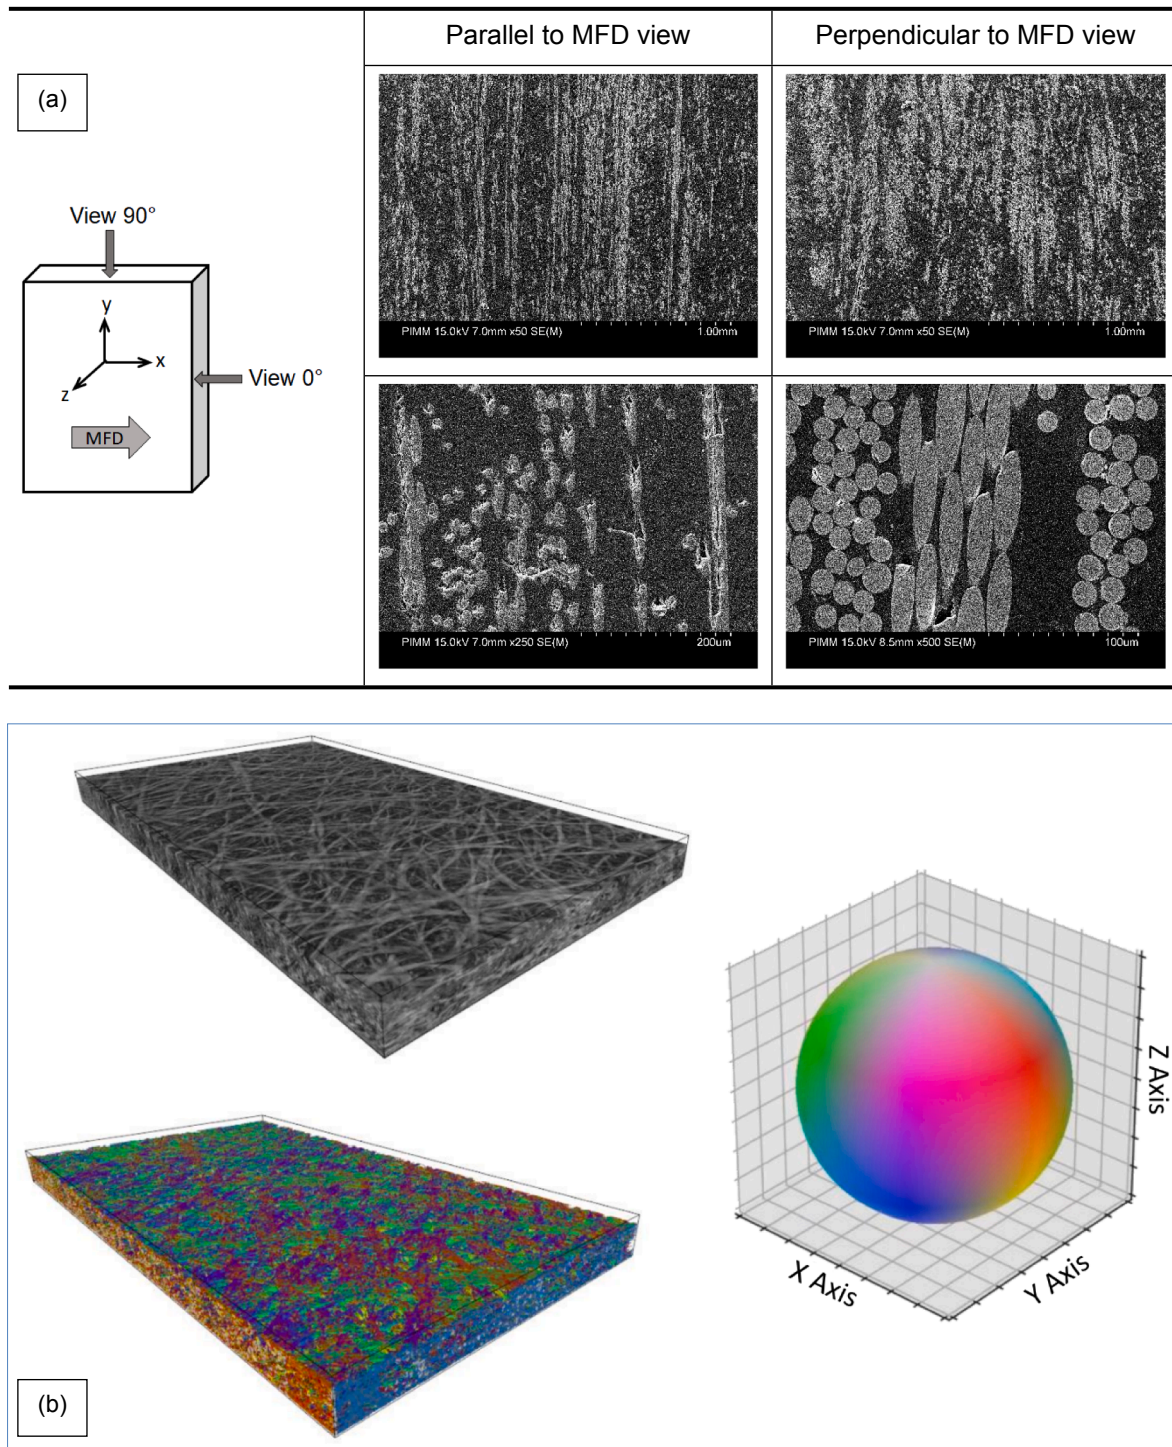 Parallel to MFD view
Perpendicular to MFD view
(a)
View 90°
y
x
z
View 0°
MFD
PIMM 15.0kV 7.0mm x50 SE(M) 1.00mm
PIMM 15.0kV 7.0mm x50 SE(M) 1.00mm
PIMM 15.0kV 7.0mm x250 SE(M) 200um
PIMM 15.0kV 8.5mm x500 SE(M) 100um
Z Axis
X Axis
Y Axis
(b)